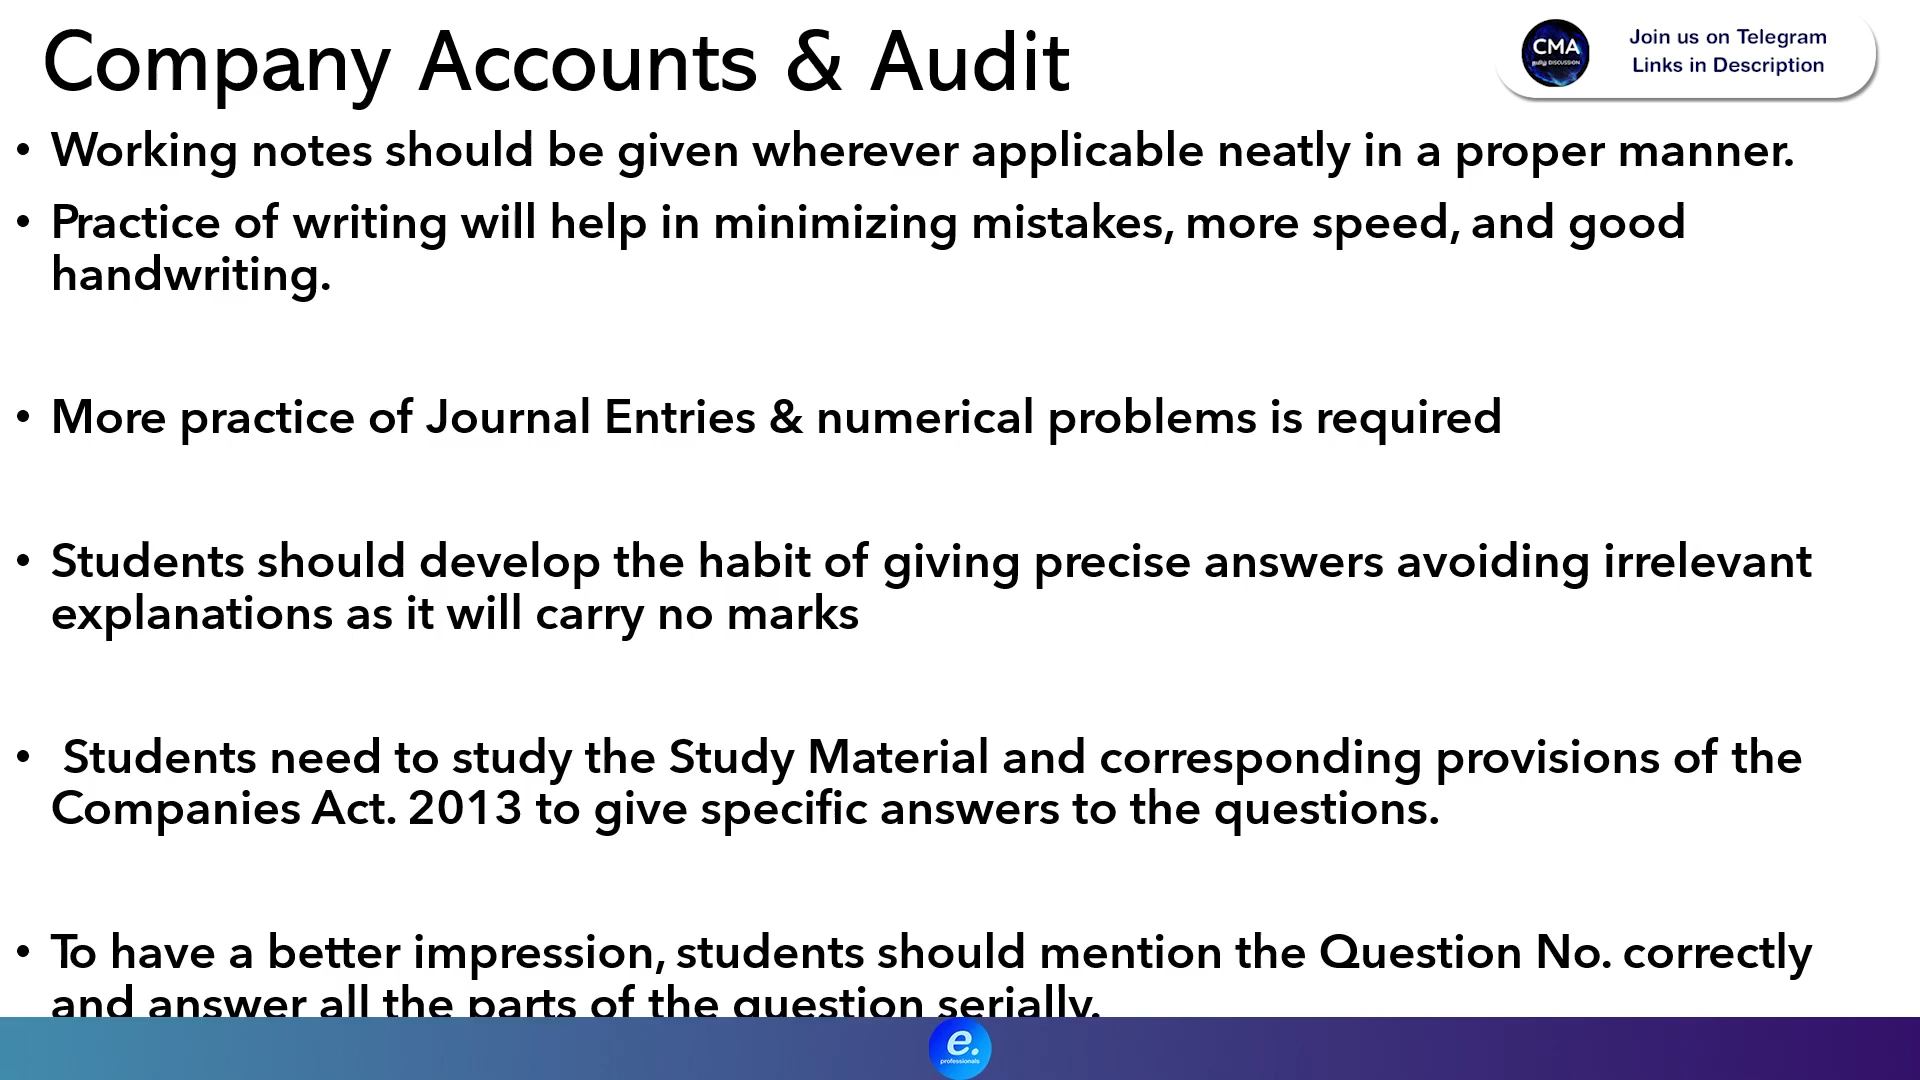 Company Accounts & Audit
CMA
தமிழ் DISCUSSION
Join us on Telegram
Links in Description
• Working notes should be given wherever applicable neatly in a proper manner.
• Practice of writing will help in minimizing mistakes, more speed, and good
handwriting.
• More practice of Journal Entries & numerical problems is required
• Students should develop the habit of giving precise answers avoiding irrelevant
explanations as it will carry no marks
• Students need to study the Study Material and corresponding provisions of the
Companies Act. 2013 to give specific answers to the questions.
• To have a better impression, students should mention the Question No. correctly
and answer all the parts of the question serially.
e.
professionals